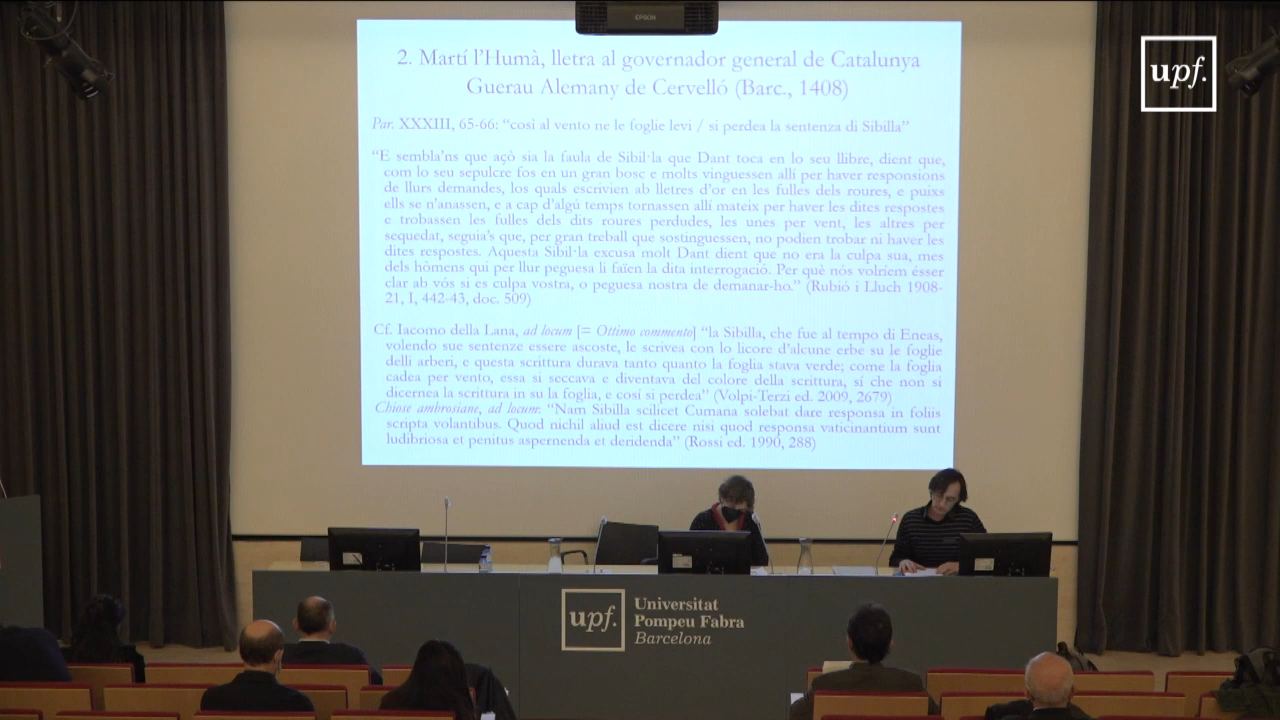 EPSON
upf.
2. Martí l'Humà, lletra al governador general de Catalunya
Guerau Alemany de Cervelló (Barc., 1408)
Par. XXXIII, 65-66: "così al vento ne le foglie levi / si perdea la sentenza di Sibilla"
"E sembla'ns que açò sia la faula de Sibil·la que Dant toca en lo seu llibre, dient que,
com lo seu sepulcre fos en un gran bosc e molts vinguessen allí per haver responsions
de llurs demandes, los quals escrivien ab lletres d'or en les fulles dels roures, e puixs
ells se n'anassen, e a cap d'algú temps tornassen allí mateix per haver les dites respostes
e trobassen les fulles dels dits roures perdudes, les unes per vent, les altres per
sequedat, seguia's que, per gran treball que sostinguessen, no podien trobar ni haver les
dites respostes. Aquesta Sibil·la excusa molt Dant dient que no era la culpa sua, mes
dels hòmens qui per llur peguesa li faïen la dita interrogació. Per què nós volríem ésser
clar ab vós si es culpa vostra, o peguesa nostra de demanar-ho." (Rubió i Lluch 1908-
21, I, 442-43, doc. 509)
Cf. Iacomo della Lana, ad locum [= Ottimo commento] "la Sibilla, che fue al tempo di Eneas,
volendo sue sentenze essere ascoste, le scrivea con lo licore d'alcune erbe su le foglie
delli arberi, e questa scrittura durava tanto quanto la foglia stava verde; come la foglia
cadea per vento, essa si seccava e diventava del colore della scrittura, sí che non si
dicernea la scrittura in su la foglia, e cosí si perdea" (Volpi-Terzi ed. 2009, 2679)
Chiose ambrosiane, ad locum: "Nam Sibilla scilicet Cumana solebat dare responsa in foliis
scripta volantibus. Quod nichil aliud est dicere nisi quod responsa vaticinantium sunt
ludibriosa et penitus aspernenda et deridenda" (Rossi ed. 1990, 288)
upf.
Universitat
Pompeu Fabra
Barcelona